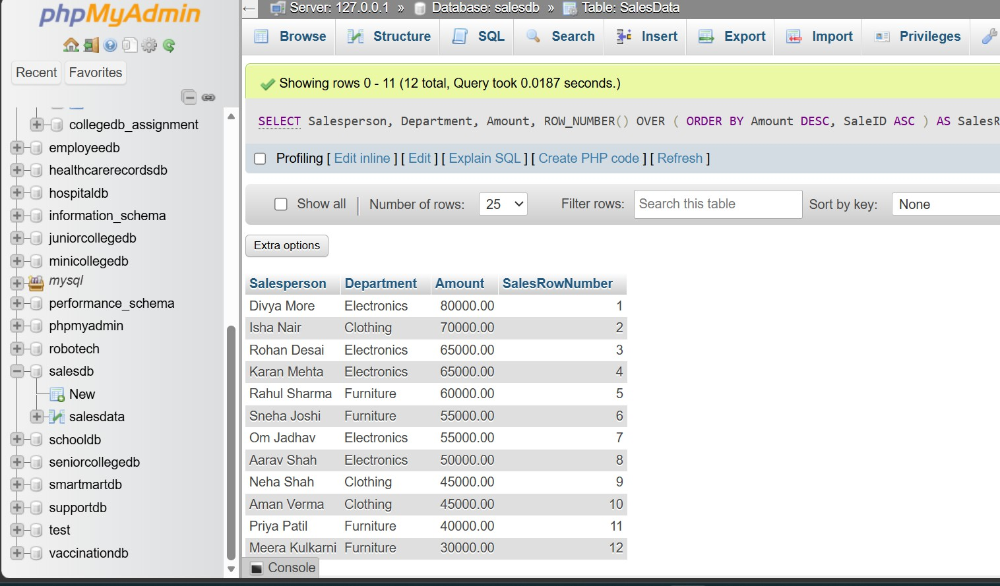 phpMyAdmin
Recent Favorites
collegedb_assignment
employeedb
healthcarerecordsdb
hospitaldb
information_schema
juniorcollegedb
minicollegedb
mysql
performance_schema
phpmyadmin
robotech
salesdb
New
salesdata
schooldb
seniorcollegedb
smartmartdb
supportdb
test
vaccinationdb
Server: 127.0.0.1 » Database: salesdb » Table: SalesData
Browse Structure SQL Search Insert Export Import Privileges
Showing rows 0 - 11 (12 total, Query took 0.0187 seconds.)
SELECT Salesperson, Department, Amount, ROW_NUMBER() OVER ( ORDER BY Amount DESC, SaleID ASC ) AS SalesR
Profiling [ Edit inline ] [ Edit ] [ Explain SQL ] [ Create PHP code ] [ Refresh ]
Show all | Number of rows: 25 Filter rows: Search this table Sort by key: None
Extra options
Salesperson Department Amount SalesRowNumber
Divya More Electronics 80000.00 1
Isha Nair Clothing 70000.00 2
Rohan Desai Electronics 65000.00 3
Karan Mehta Electronics 65000.00 4
Rahul Sharma Furniture 60000.00 5
Sneha Joshi Furniture 55000.00 6
Om Jadhav Electronics 55000.00 7
Aarav Shah Electronics 50000.00 8
Neha Shah Clothing 45000.00 9
Aman Verma Clothing 45000.00 10
Priya Patil Furniture 40000.00 11
Meera Kulkarni Furniture 30000.00 12
Console